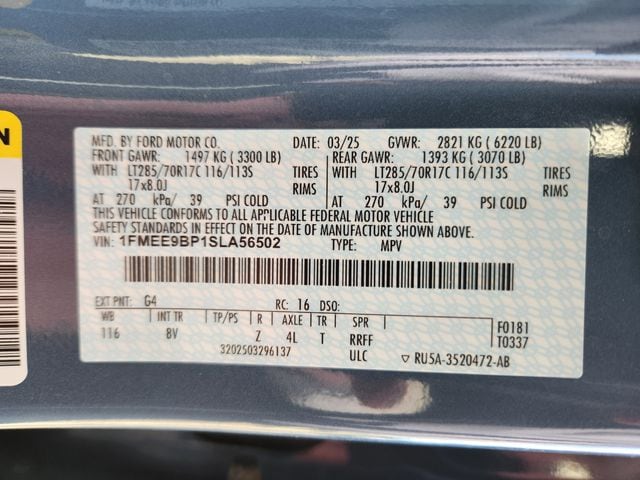 MFD. BY FORD MOTOR CO. DATE: 03/25 GVWR: 2821 KG (6220 LB)
FRONT GAWR: 1497 KG (3300 LB) REAR GAWR: 1393 KG (3070 LB)
WITH LT285/70R17C 116/113S TIRES WITH LT285/70R17C 116/113S TIRES
17x8.0J RIMS 17x8.0J RIMS
AT 270 kPa/ 39 PSI COLD AT 270 kPa/ 39 PSI COLD
THIS VEHICLE CONFORMS TO ALL APPLICABLE FEDERAL MOTOR VEHICLE
SAFETY STANDARDS IN EFFECT ON THE DATE OF MANUFACTURE SHOWN ABOVE.
VIN: 1FMEE9BP1SLA56502 TYPE: MPV
EXT PNT: G4 RC: 16 DSO:
WB INT TR TP/PS R AXLE TR SPR F0181
116 BV Z 4L T RRFF T0337
3202503296137 ULC RU5A-3520472-AB